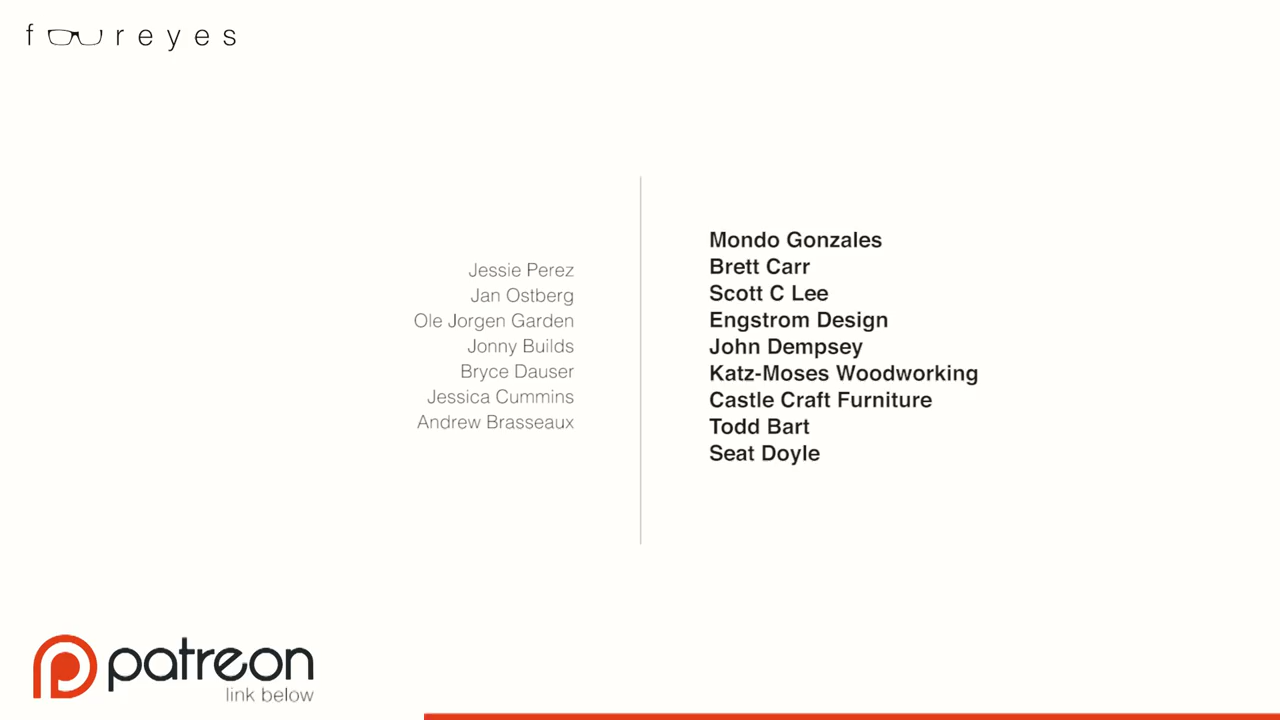 foureyes
Jessie Perez
Jan Ostberg
Ole Jorgen Garden
Jonny Builds
Bryce Dauser
Jessica Cummins
Andrew Brasseaux
Mondo Gonzales
Brett Carr
Scott C Lee
Engstrom Design
John Dempsey
Katz-Moses Woodworking
Castle Craft Furniture
Todd Bart
Seat Doyle
patreon
link below